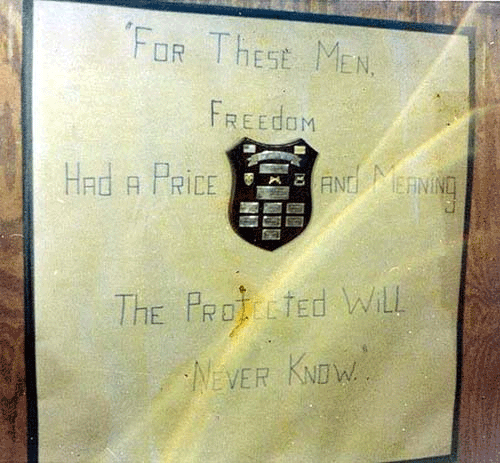 "For These Men,
Freedom
Had a Price and Meaning
The Protected Will
Never Know."